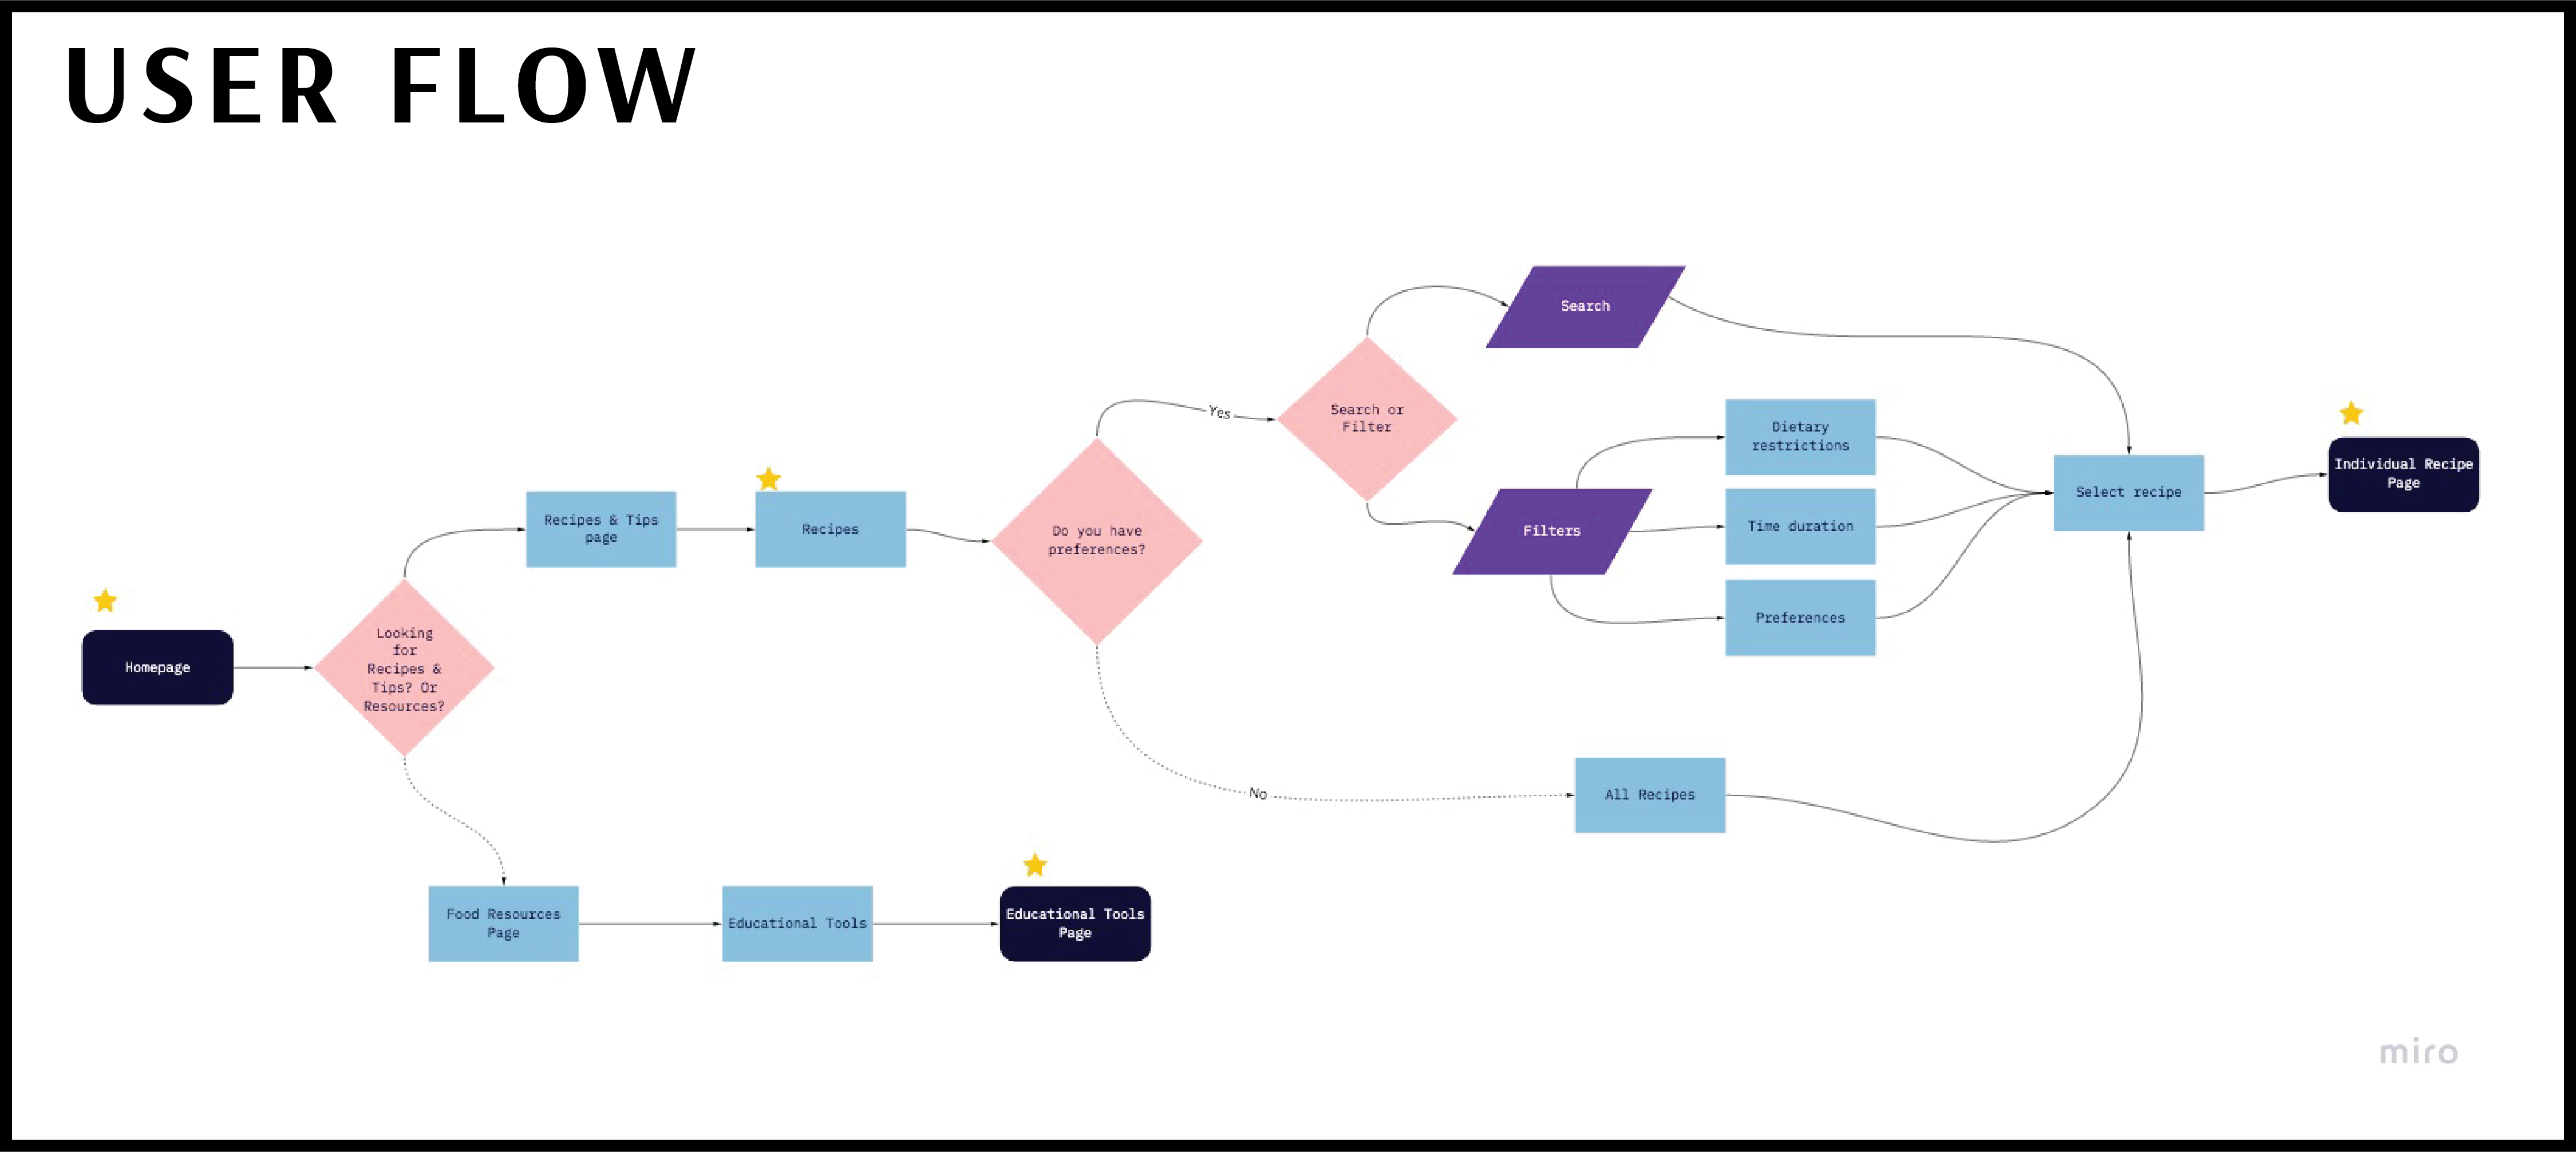 USER FLOW
Homepage
Looking
for
Recipes &
Tips? Or
Resources?
Recipes & Tips
page
Recipes
Do you have
preferences?
Yes
Search or
Filter
Search
Filters
Dietary
restrictions
Time duration
Preferences
Select recipe
Individual Recipe
Page
No
All Recipes
Food Resources
Page
Educational Tools
Educational Tools
Page
miro